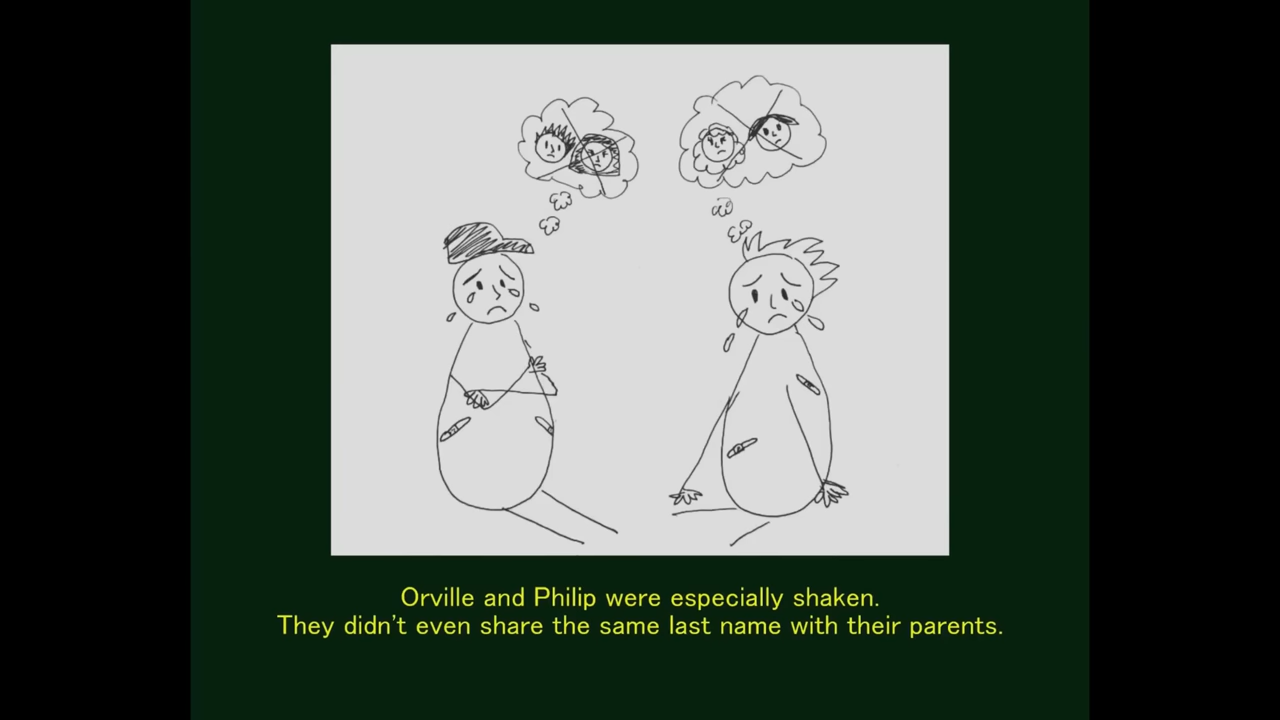 Orville and Philip were especially shaken.
They didn't even share the same last name with their parents.